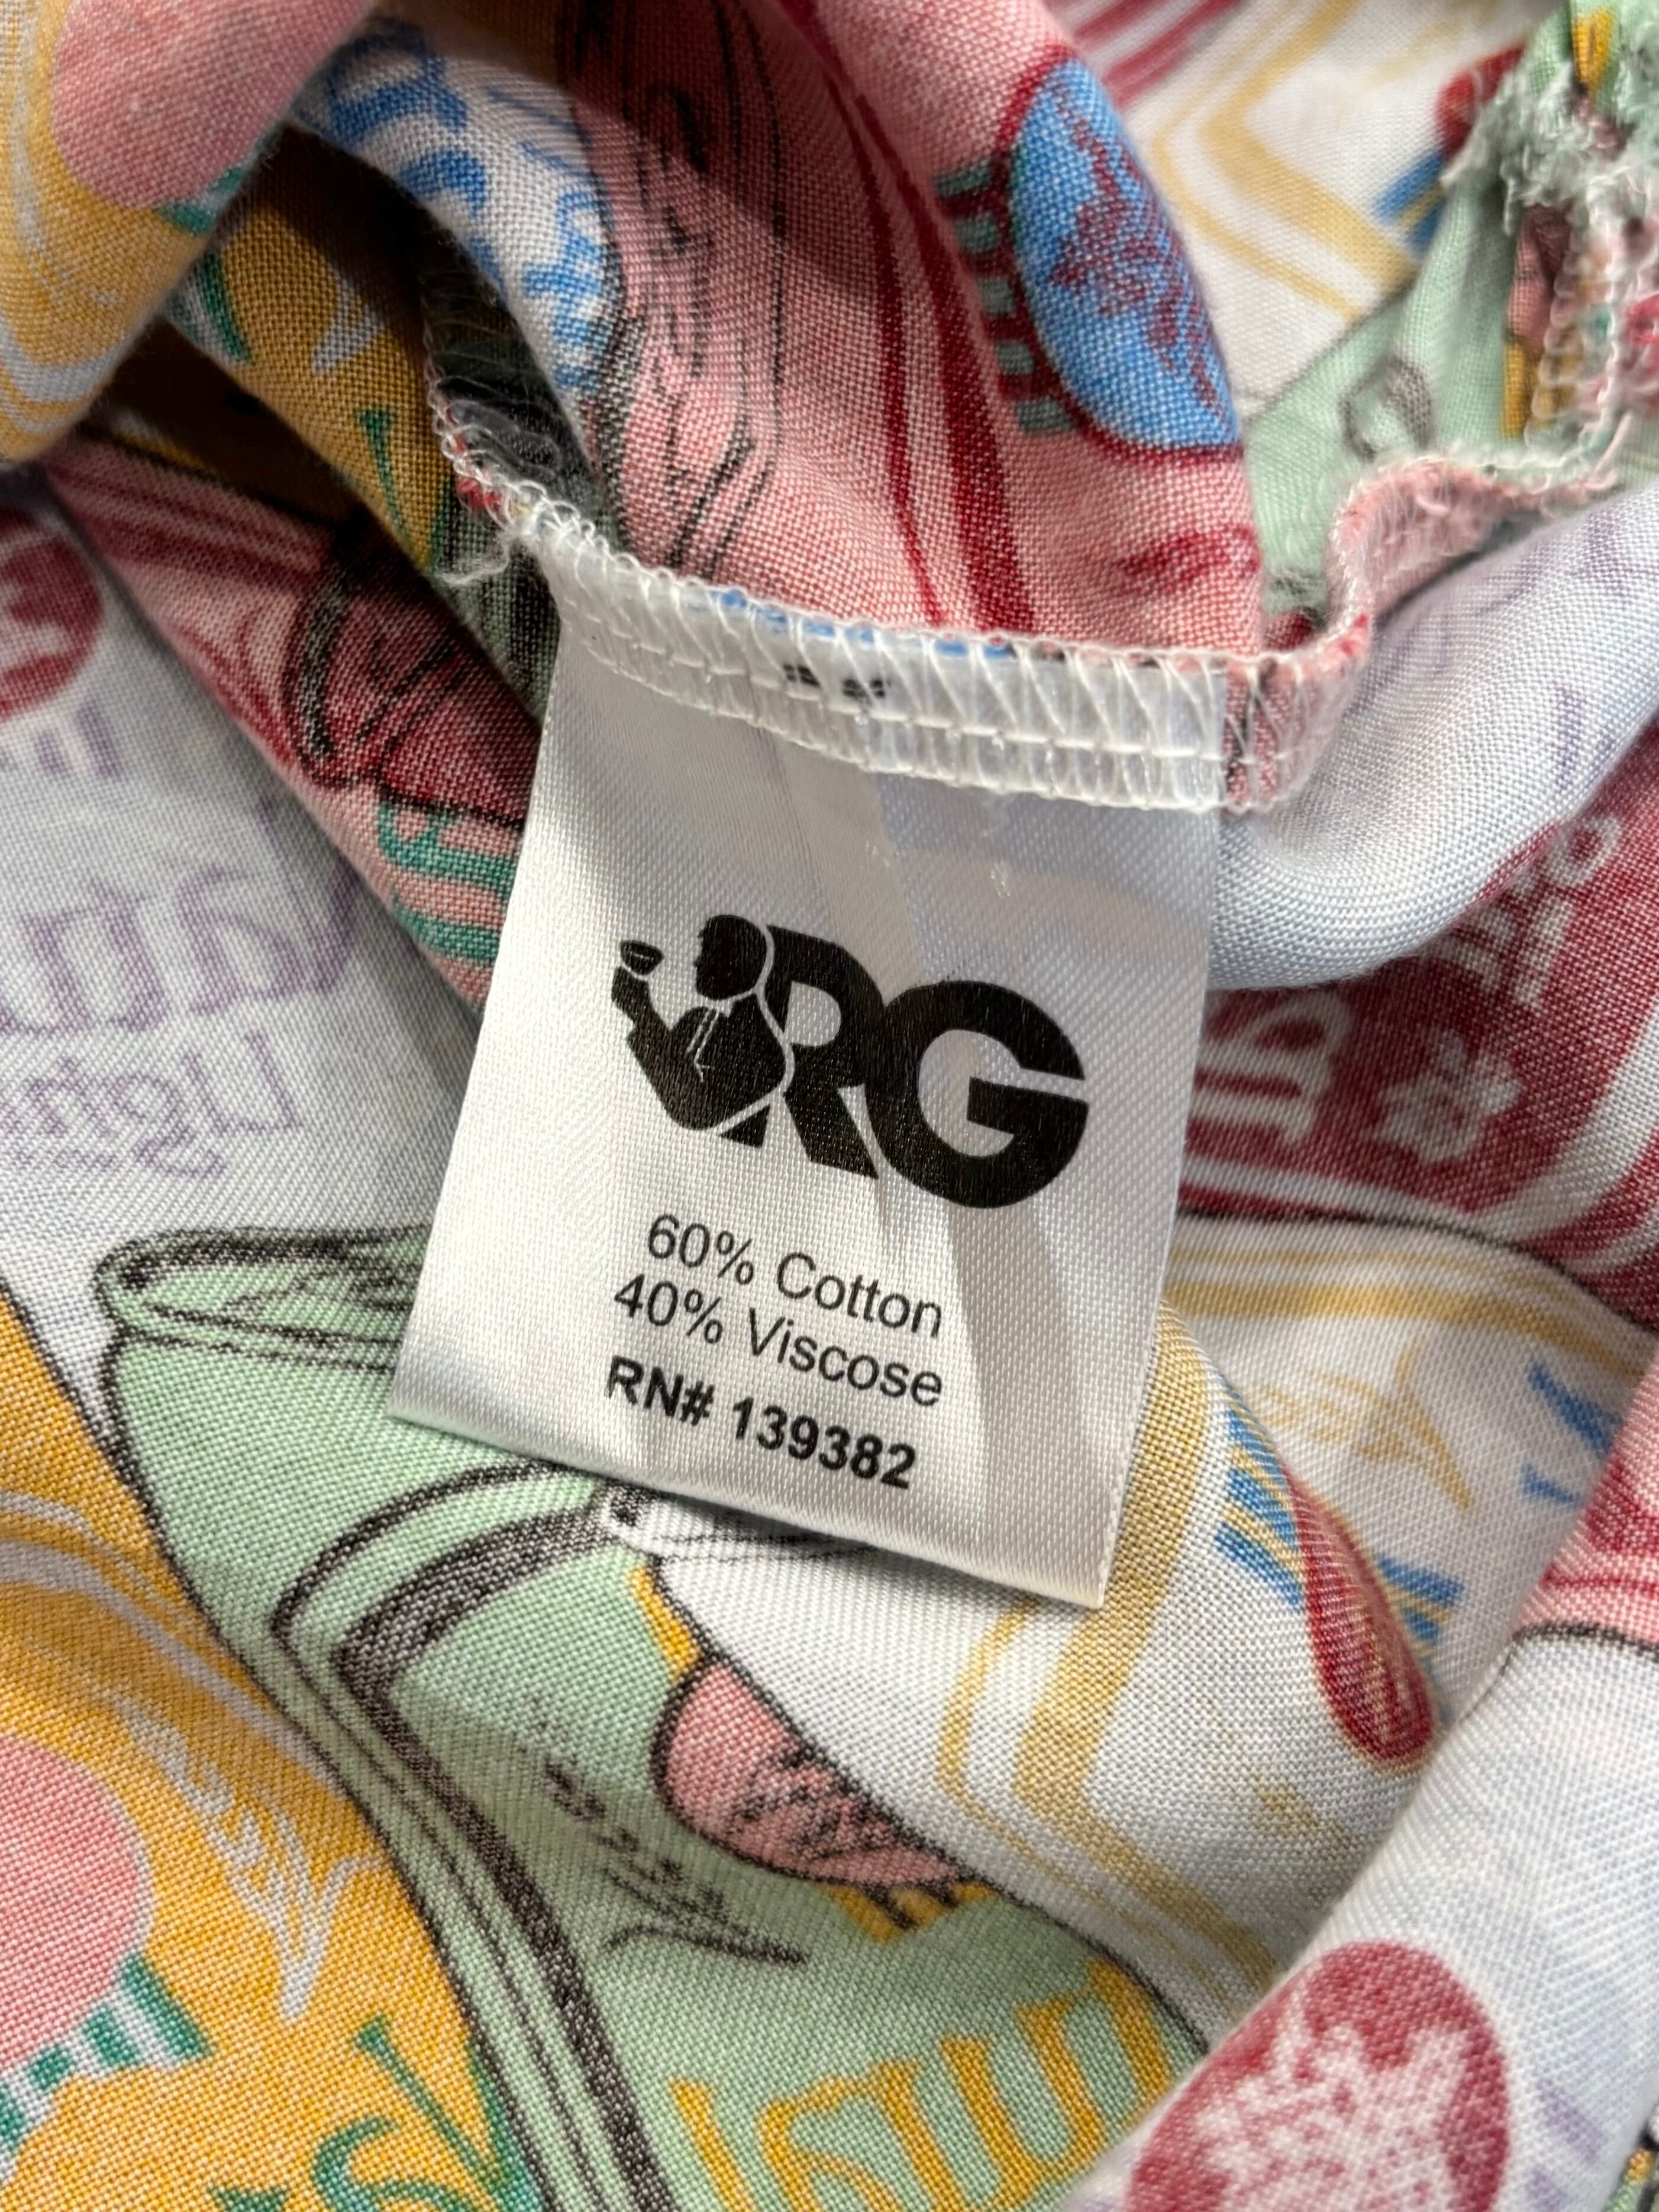 RG
60% Cotton
40% Viscose
RN# 139382